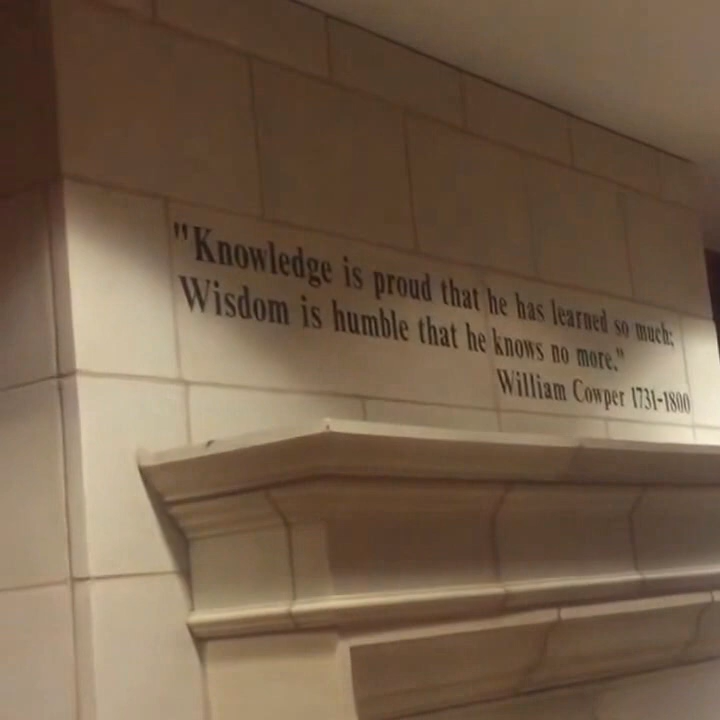 "Knowledge is proud that he has learned so much;
Wisdom is humble that he knows no more."
William Cowper 1731-1800